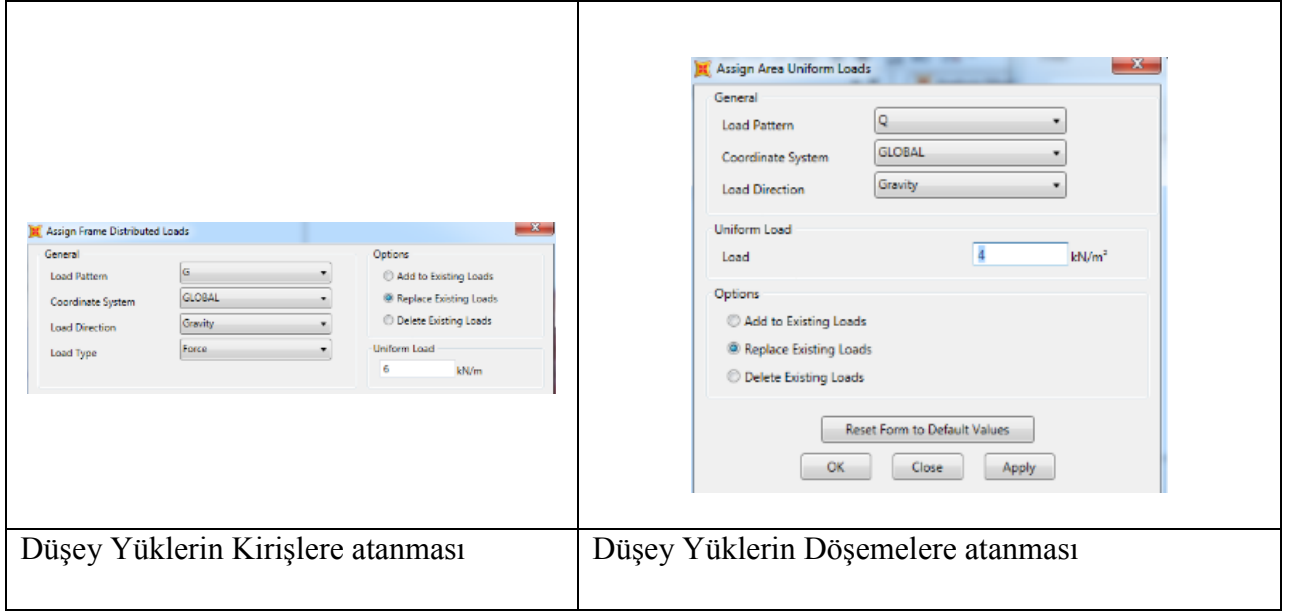 Assign Frame Distributed Loads
General
Load Pattern G
Coordinate System GLOBAL
Load Direction Gravity
Load Type Force
Options
Add to Existing Loads
Replace Existing Loads
Delete Existing Loads
Uniform Load
6 kN/m
Assign Area Uniform Loads
General
Load Pattern Q
Coordinate System GLOBAL
Load Direction Gravity
Uniform Load
Load 4 kN/m²
Options
Add to Existing Loads
Replace Existing Loads
Delete Existing Loads
Reset Form to Default Values
OK Close Apply
Düşey Yüklerin Kirişlere atanması
Düşey Yüklerin Döşemelere atanması